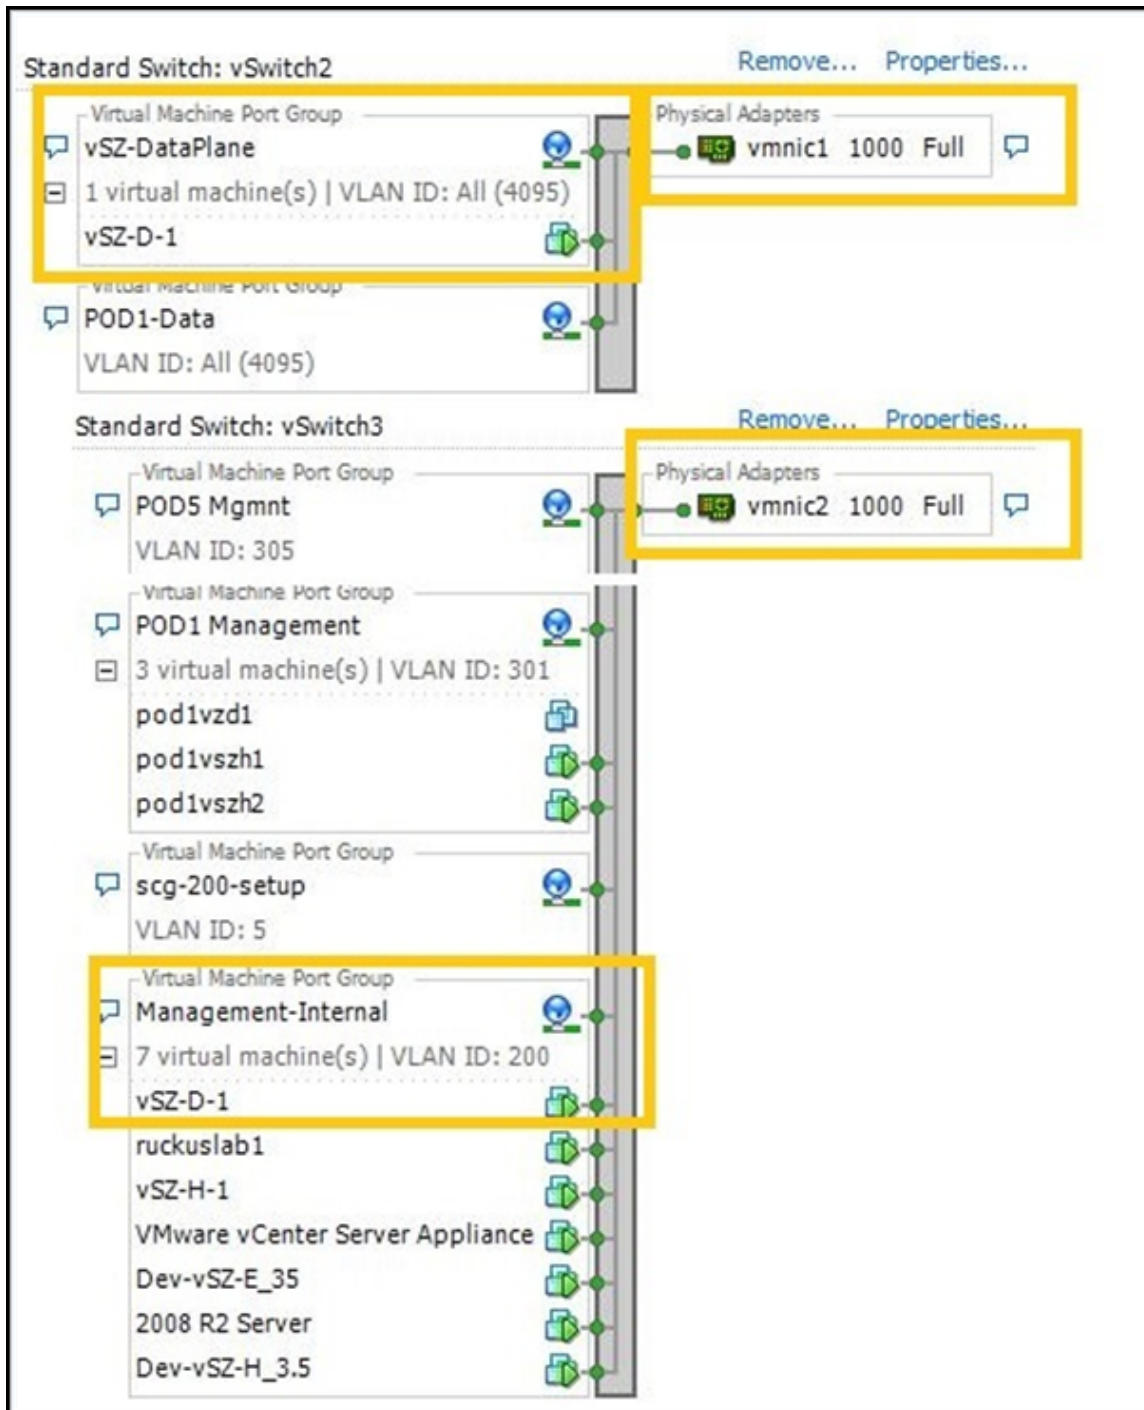 Standard Switch: vSwitch2 Remove... Properties...
Virtual Machine Port Group Physical Adapters
vSZ-DataPlane vmnic1 1000 Full
1 virtual machine(s) | VLAN ID: All (4095)
vSZ-D-1
Virtual Machine Port Group
POD1-Data
VLAN ID: All (4095)
Standard Switch: vSwitch3 Remove... Properties...
Virtual Machine Port Group Physical Adapters
POD5 Mgmnt vmnic2 1000 Full
VLAN ID: 305
Virtual Machine Port Group
POD1 Management
3 virtual machine(s) | VLAN ID: 301
pod1vzd1
pod1vszh1
pod1vszh2
Virtual Machine Port Group
scg-200-setup
VLAN ID: 5
Virtual Machine Port Group
Management-Internal
7 virtual machine(s) | VLAN ID: 200
vSZ-D-1
ruckuslab1
vSZ-H-1
VMware vCenter Server Appliance
Dev-vSZ-E_35
2008 R2 Server
Dev-vSZ-H_3.5